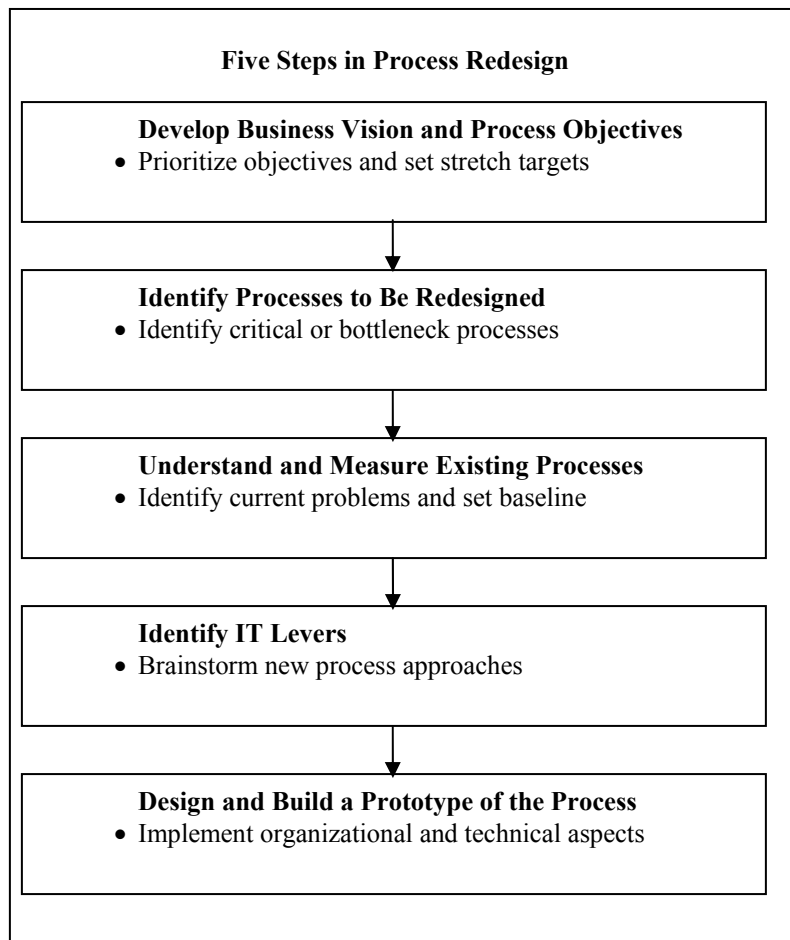 Five Steps in Process Redesign
Develop Business Vision and Process Objectives
• Prioritize objectives and set stretch targets
Identify Processes to Be Redesigned
• Identify critical or bottleneck processes
Understand and Measure Existing Processes
• Identify current problems and set baseline
Identify IT Levers
• Brainstorm new process approaches
Design and Build a Prototype of the Process
• Implement organizational and technical aspects